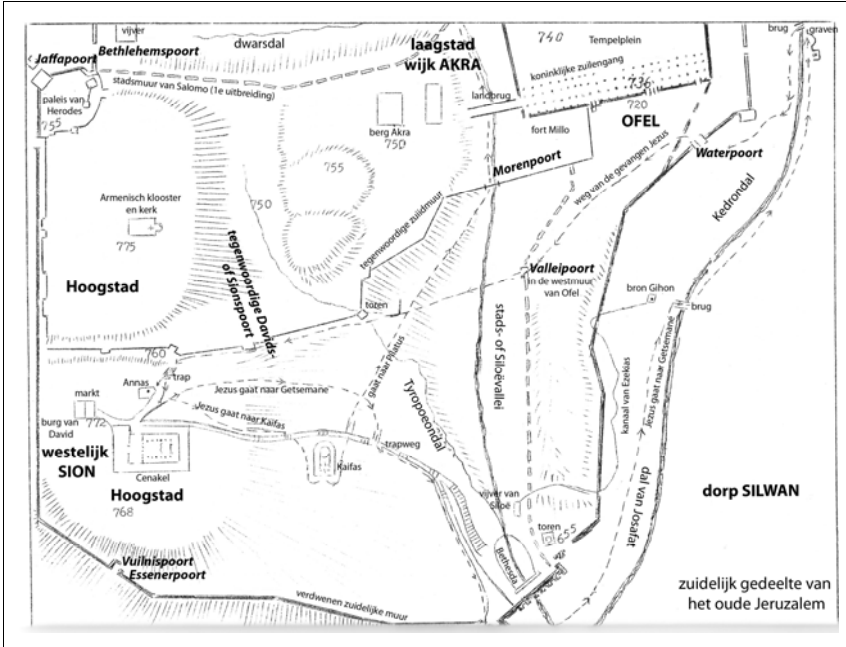 vijver
Bethlehemspoort
dwarsdal
laagstad
wijk AKRA
740
Tempelplein
brug
graven
Jaffapoort
stadsmuur van Salomo (1e uitbreiding)
koninklijke zuilengang
736
landbrug
paleis van
Herodes
755
berg Akra
750
720
OFEL
fort Millo
755
Morenpoort
Waterpoort
weg van de gevangen Jezus
Kedrondal
750
Armenisch klooster
en kerk
775
tegenwoordige zuidmuur
tegenwoordige Davids-
of Sionspoort
Hoogstad
Valleipoort
in de westmuur
van Ofel
bron Gihon
brug
toren
stads- of Siloëvallei
760
trap
Annas
gaat naar Pilatus
Jezus gaat naar Getsemane
Tyropoeondal
kanaal van Ezekias
Jezus gaat naar Getsemane
markt
Jezus gaat naar Kaifas
burg van
David
772
trapweg
westelijk
SION
Kaifas
Cenakel
Hoogstad
768
vijver van
Siloë
dal van Josafat
dorp SILWAN
toren
655
Bethesda
Vuilnispoort
Essenerpoort
verdwenen zuidelijke muur
zuidelijk gedeelte van
het oude Jeruzalem